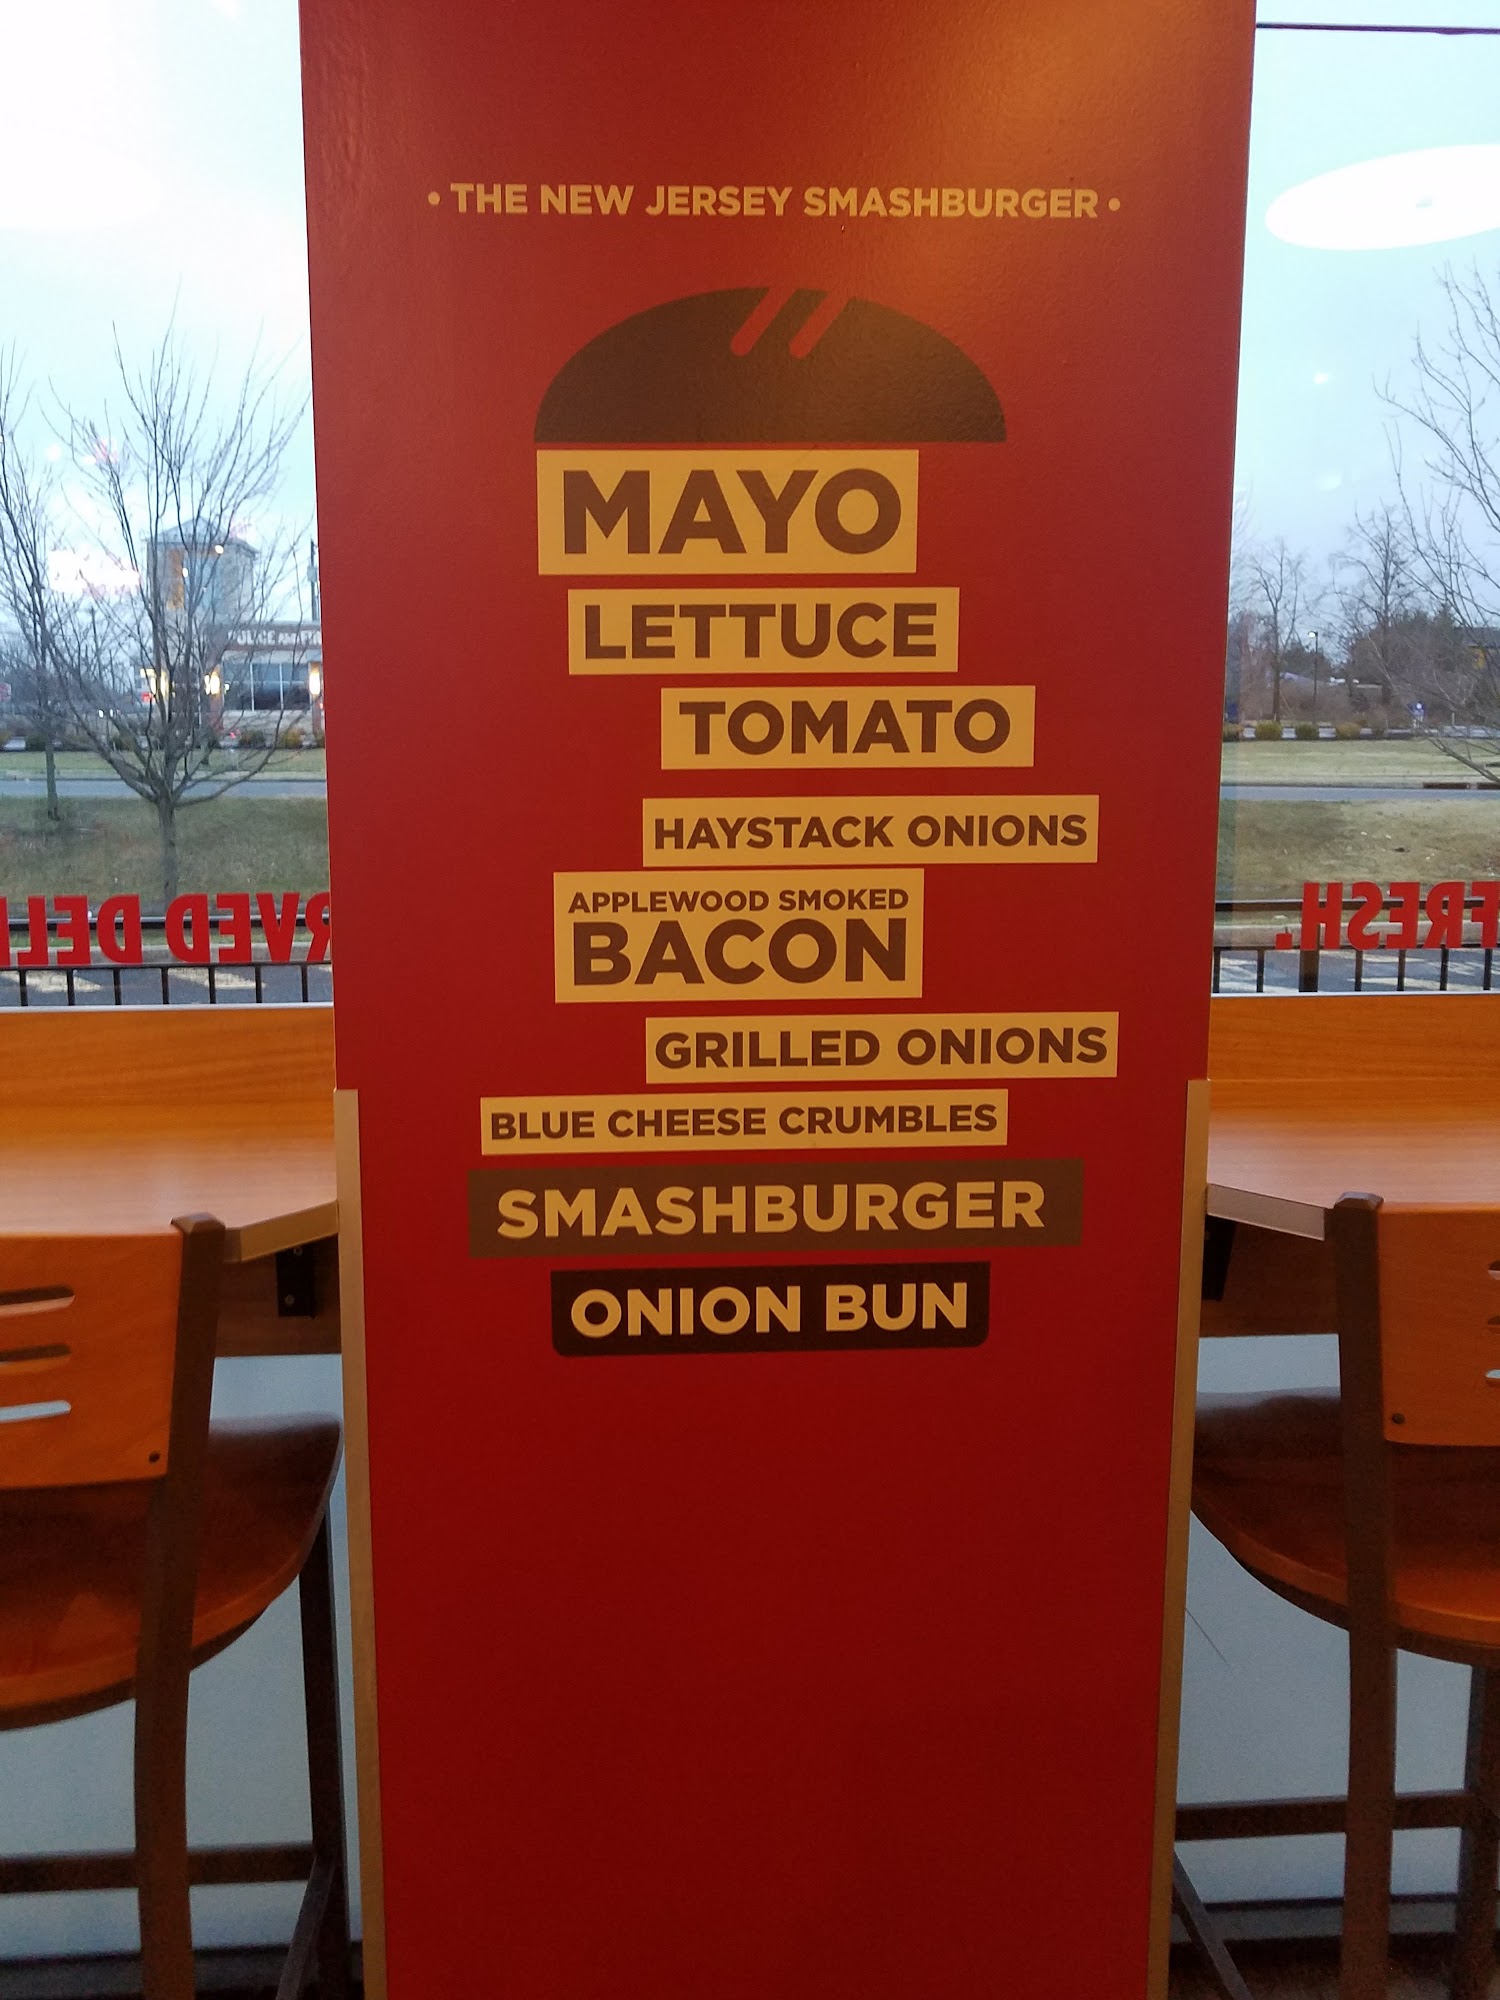 • THE NEW JERSEY SMASHBURGER •
MAYO
LETTUCE
TOMATO
HAYSTACK ONIONS
APPLEWOOD SMOKED
BACON
GRILLED ONIONS
BLUE CHEESE CRUMBLES
SMASHBURGER
ONION BUN
FRESH.